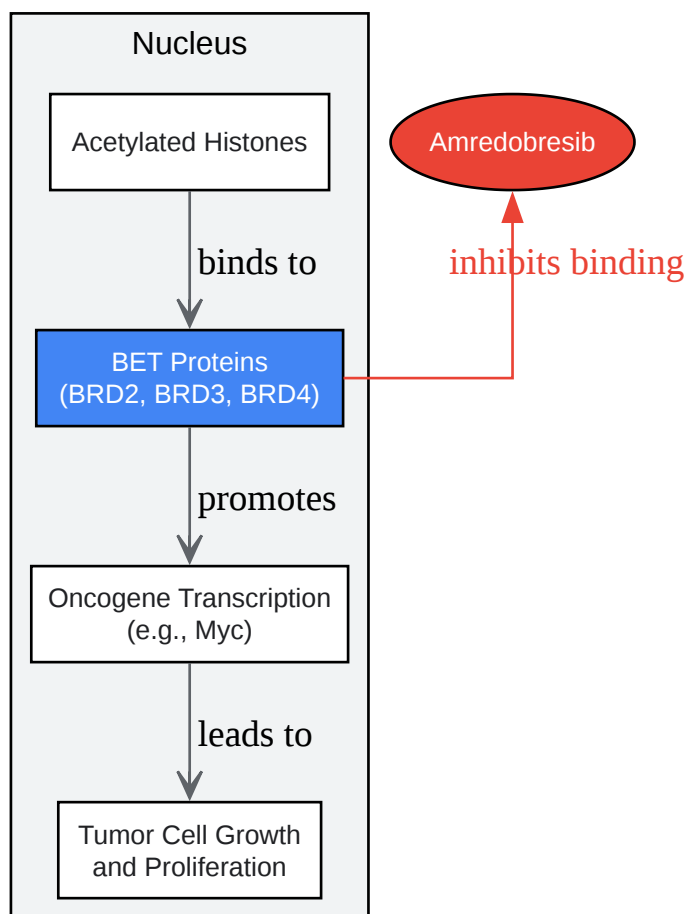 Nucleus
Acetylated Histones
Amredobresib
binds to
inhibits binding
BET Proteins
(BRD2, BRD3, BRD4)
promotes
Oncogene Transcription
(e.g., Myc)
leads to
Tumor Cell Growth
and Proliferation